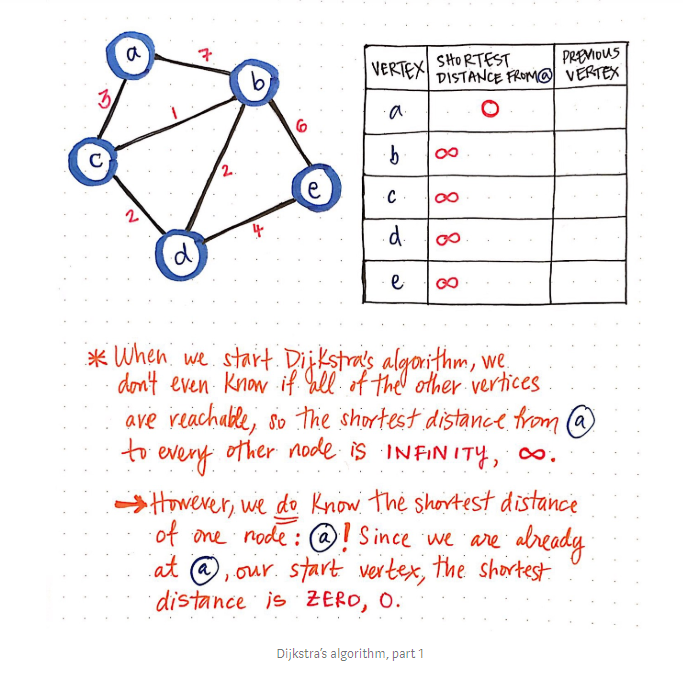 a
7
b
3
1
6
c
2
e
2
4
d
VERTEX SHORTEST DISTANCE FROM ⓐ PREVIOUS VERTEX
a 0
b ∞
c ∞
d ∞
e ∞
* When we start Dijkstra's algorithm, we
don't even know if all of the other vertices
are reachable, so the shortest distance from ⓐ
to every other node is INFINITY, ∞.
→ However, we do know the shortest distance
of one node: ⓐ! Since we are already
at ⓐ, our start vertex, the shortest
distance is ZERO, 0.
Dijkstra's algorithm, part 1